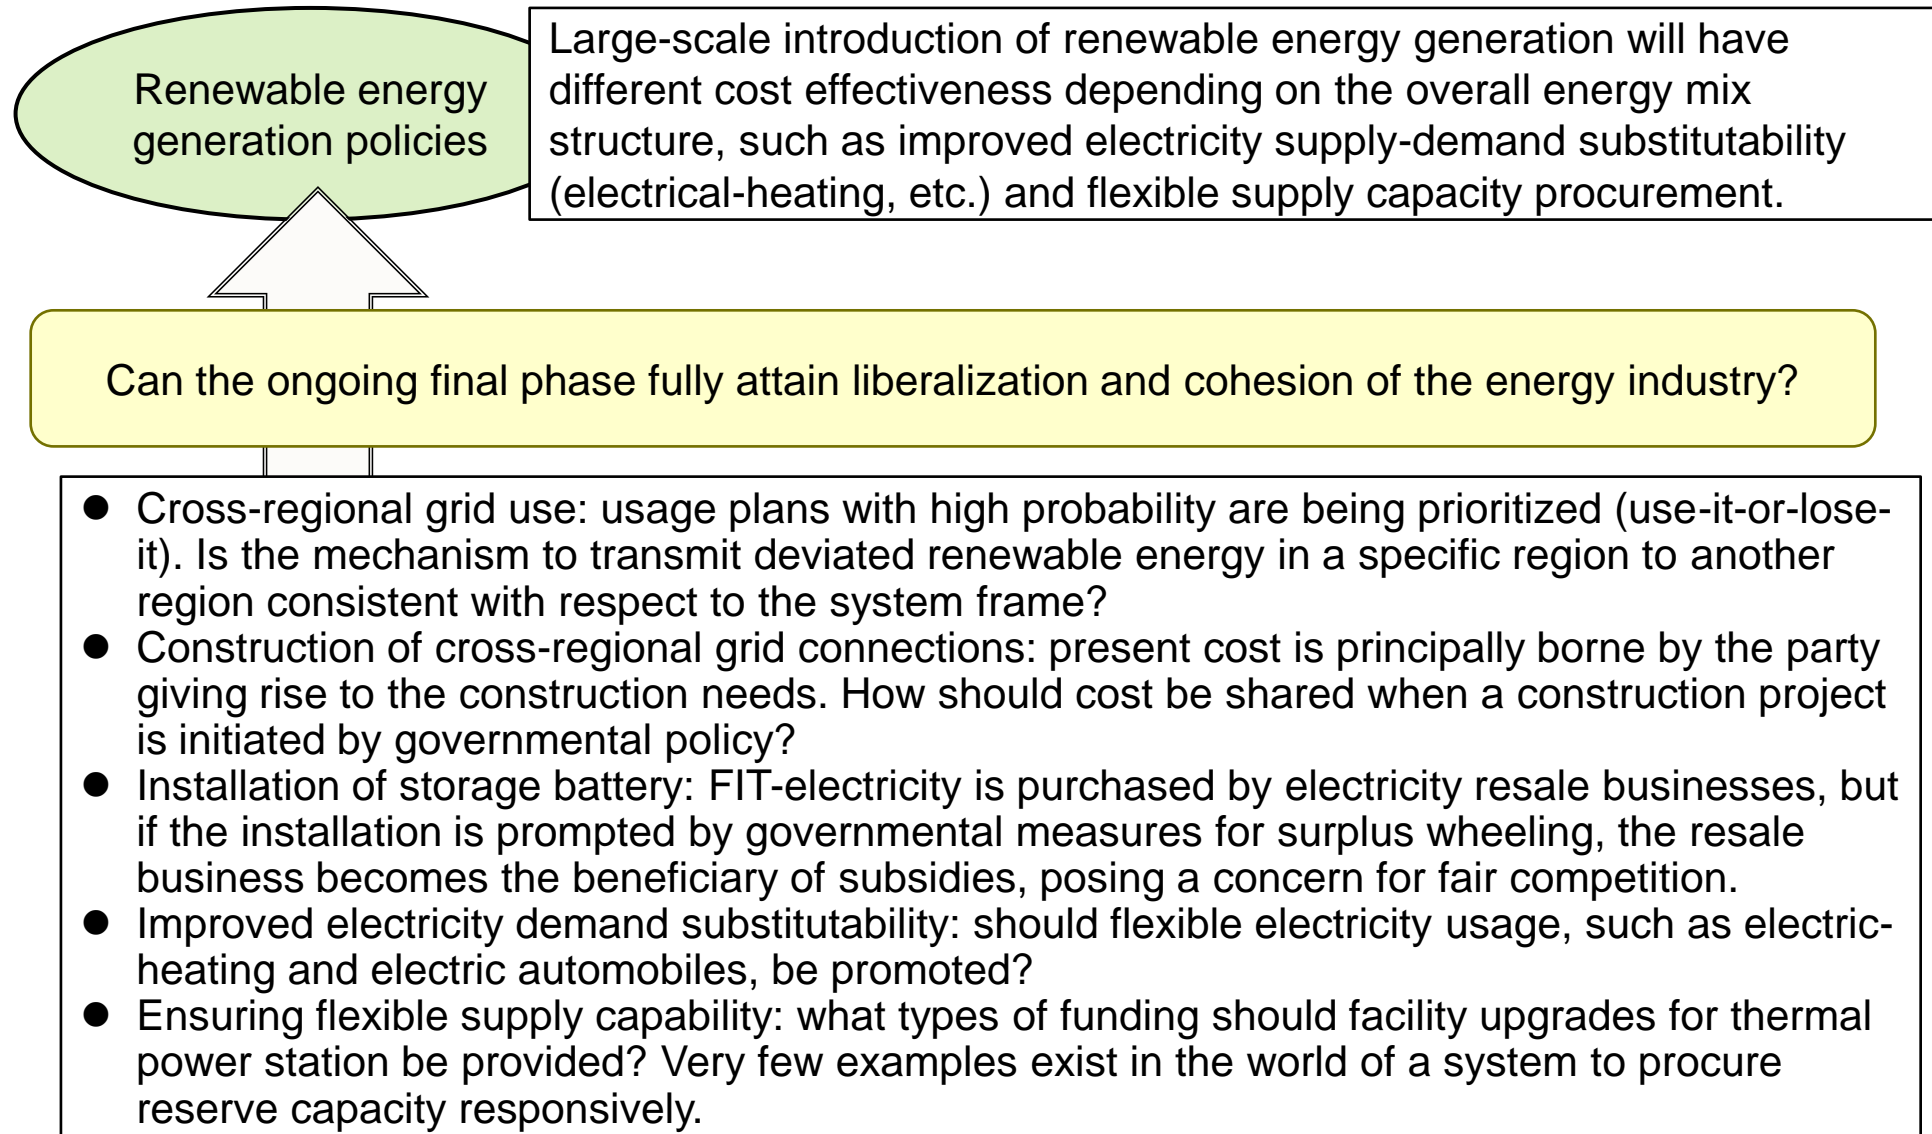 Renewable energy
generation policies
Large-scale introduction of renewable energy generation will have
different cost effectiveness depending on the overall energy mix
structure, such as improved electricity supply-demand substitutability
(electrical-heating, etc.) and flexible supply capacity procurement.
Can the ongoing final phase fully attain liberalization and cohesion of the energy industry?
● Cross-regional grid use: usage plans with high probability are being prioritized (use-it-or-lose-
it). Is the mechanism to transmit deviated renewable energy in a specific region to another
region consistent with respect to the system frame?
● Construction of cross-regional grid connections: present cost is principally borne by the party
giving rise to the construction needs. How should cost be shared when a construction project
is initiated by governmental policy?
● Installation of storage battery: FIT-electricity is purchased by electricity resale businesses, but
if the installation is prompted by governmental measures for surplus wheeling, the resale
business becomes the beneficiary of subsidies, posing a concern for fair competition.
● Improved electricity demand substitutability: should flexible electricity usage, such as electric-
heating and electric automobiles, be promoted?
● Ensuring flexible supply capability: what types of funding should facility upgrades for thermal
power station be provided? Very few examples exist in the world of a system to procure
reserve capacity responsively.